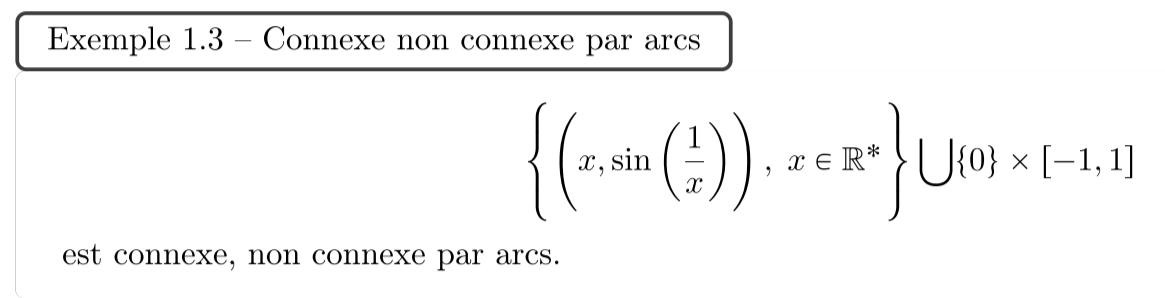 Exemple 1.3 – Connexe non connexe par arcs
{(x, sin(1/x)), x ∈ ℝ*} ⋃{0} × [−1, 1]
est connexe, non connexe par arcs.